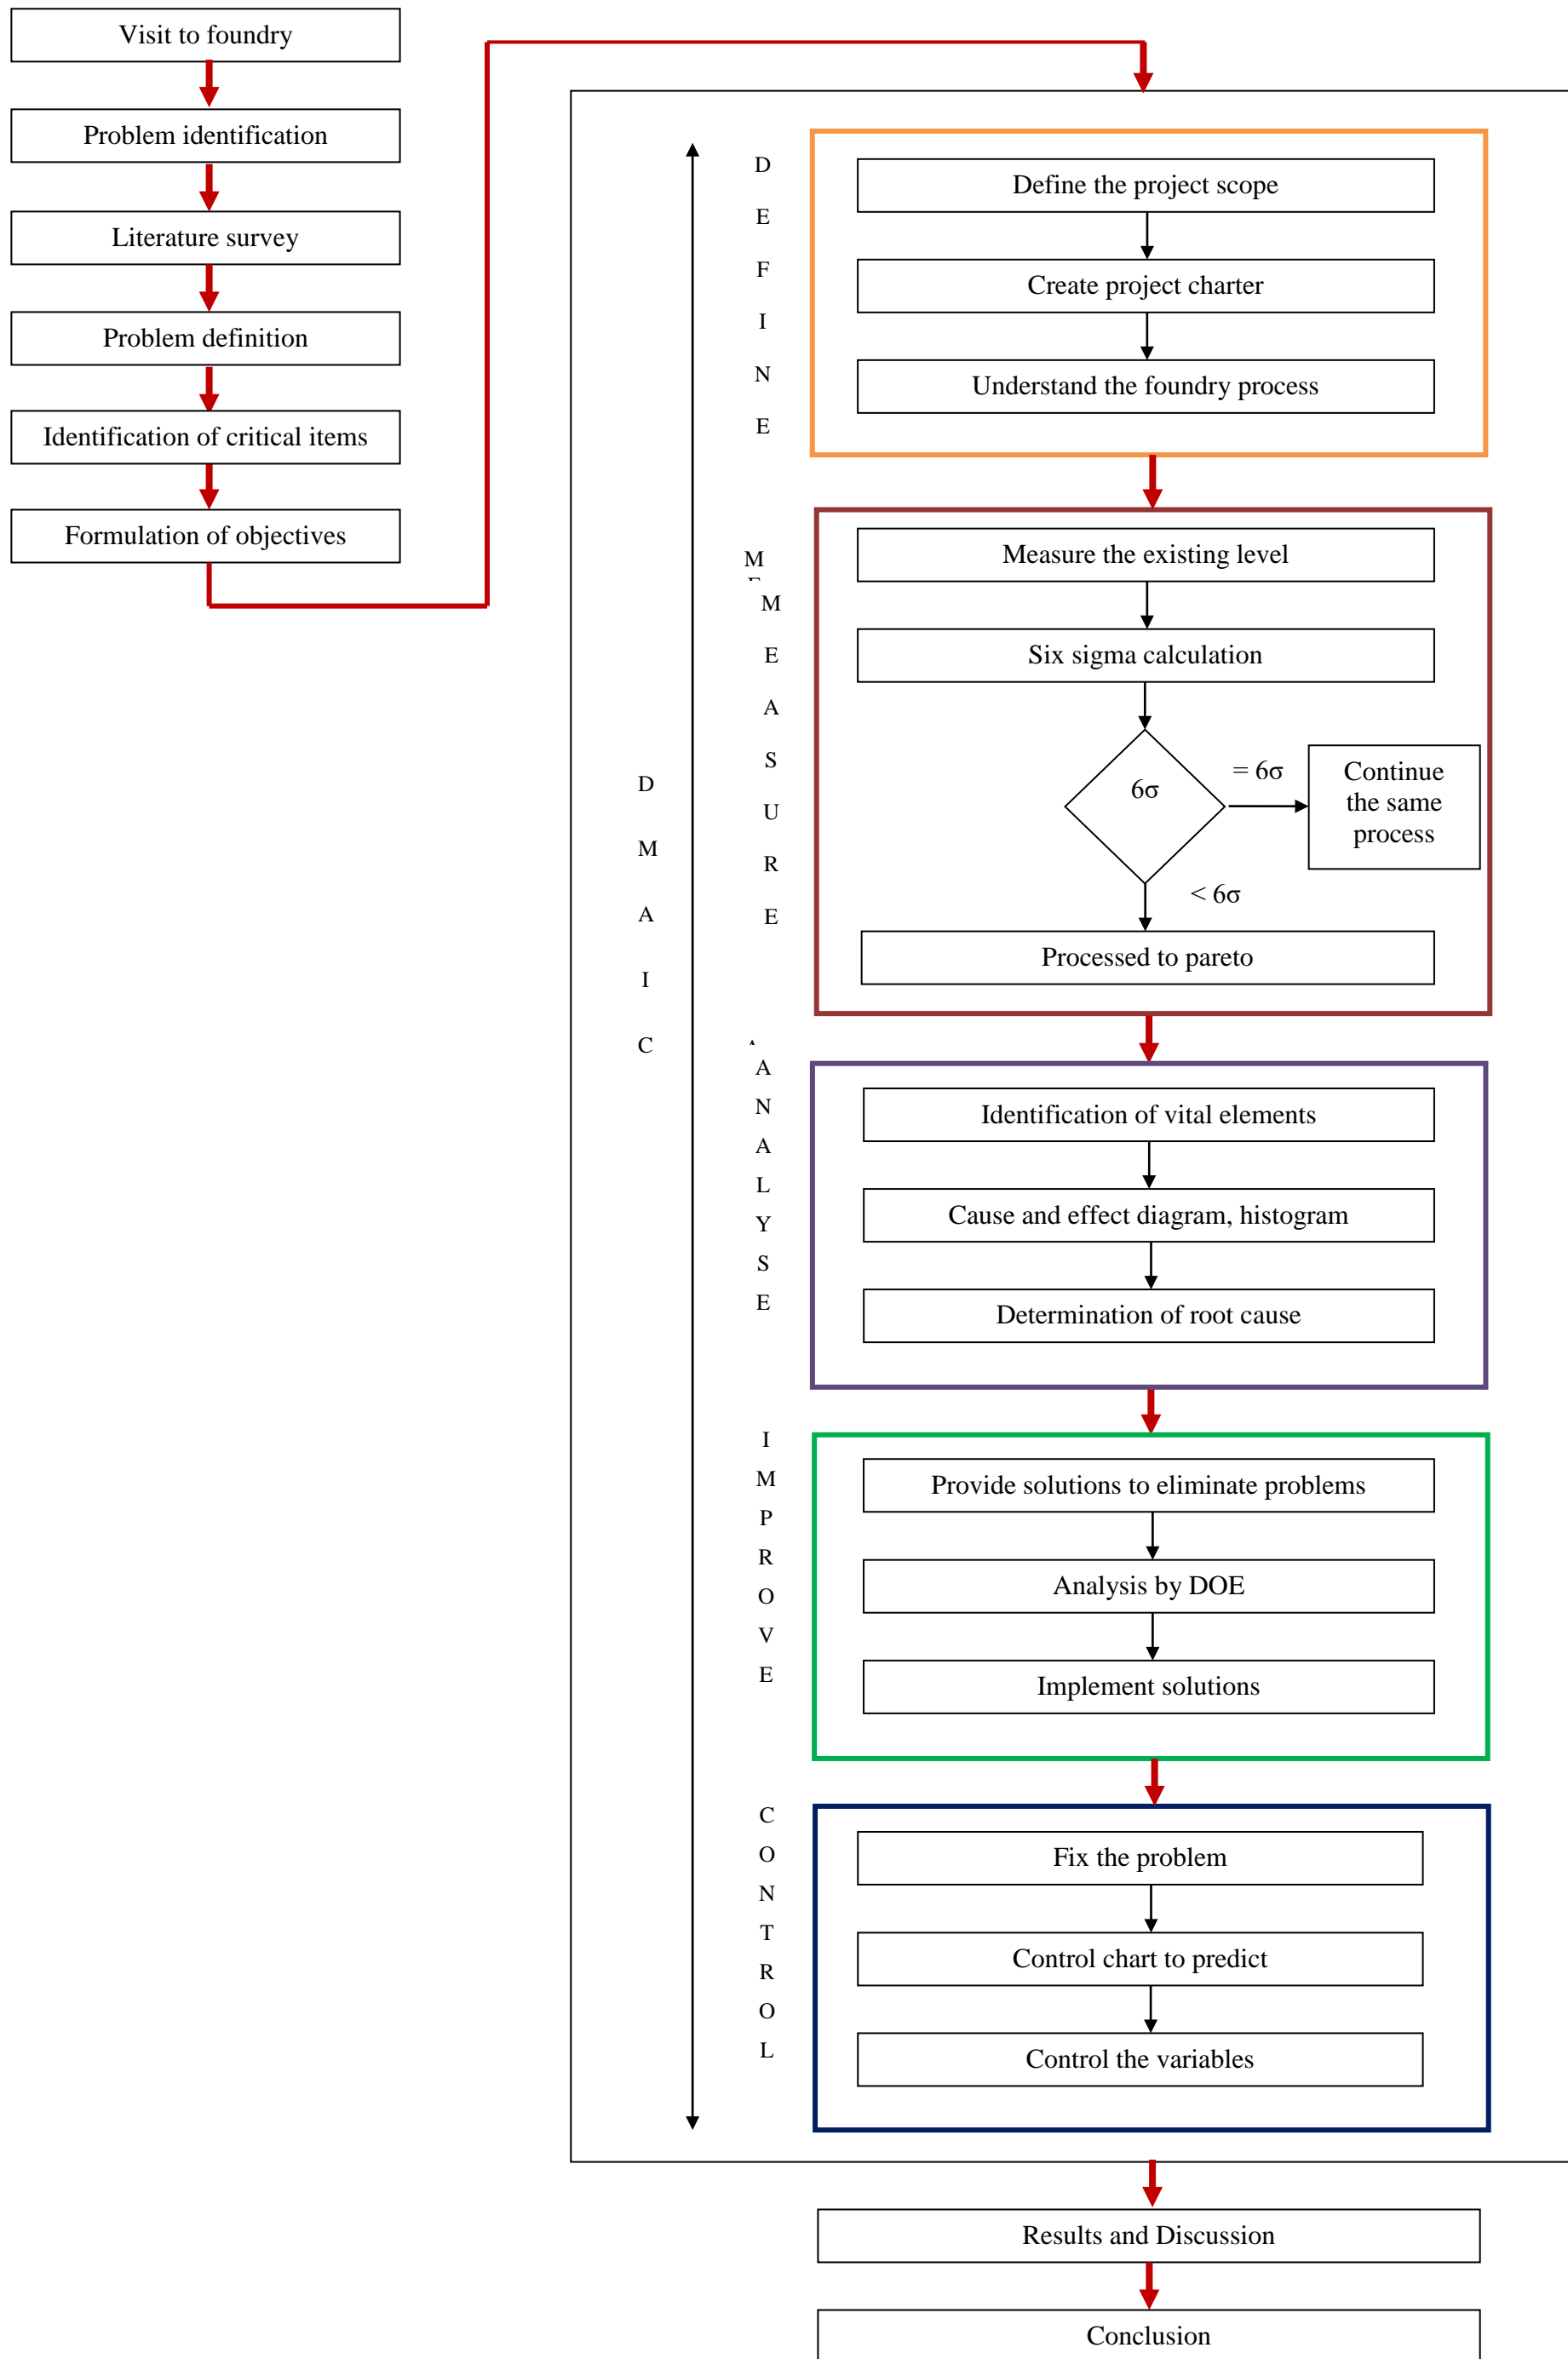 Visit to foundry
Problem identification
Literature survey
Problem definition
Identification of critical items
Formulation of objectives
D
M
A
I
C
D
E
F
I
N
E
Define the project scope
Create project charter
Understand the foundry process
M
M
E
A
S
U
R
E
Measure the existing level
Six sigma calculation
6σ
= 6σ
Continue
the same
process
< 6σ
Processed to pareto
A
N
A
L
Y
S
E
Identification of vital elements
Cause and effect diagram, histogram
Determination of root cause
I
M
P
R
O
V
E
Provide solutions to eliminate problems
Analysis by DOE
Implement solutions
C
O
N
T
R
O
L
Fix the problem
Control chart to predict
Control the variables
Results and Discussion
Conclusion